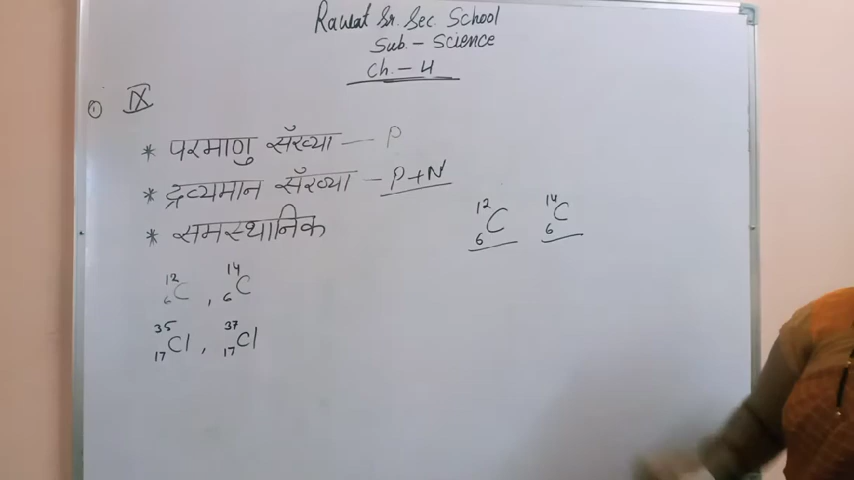 Rawat Sr. Sec. School
Sub. - Science
Ch. - 4
① IX
* परमाणु सँख्या — P
* द्रव्यमान सँख्या — P+N
* समस्थानिक
¹²₆C ¹⁴₆C
¹²₆C , ¹⁴₆C
³⁵₁₇Cl , ³⁷₁₇Cl